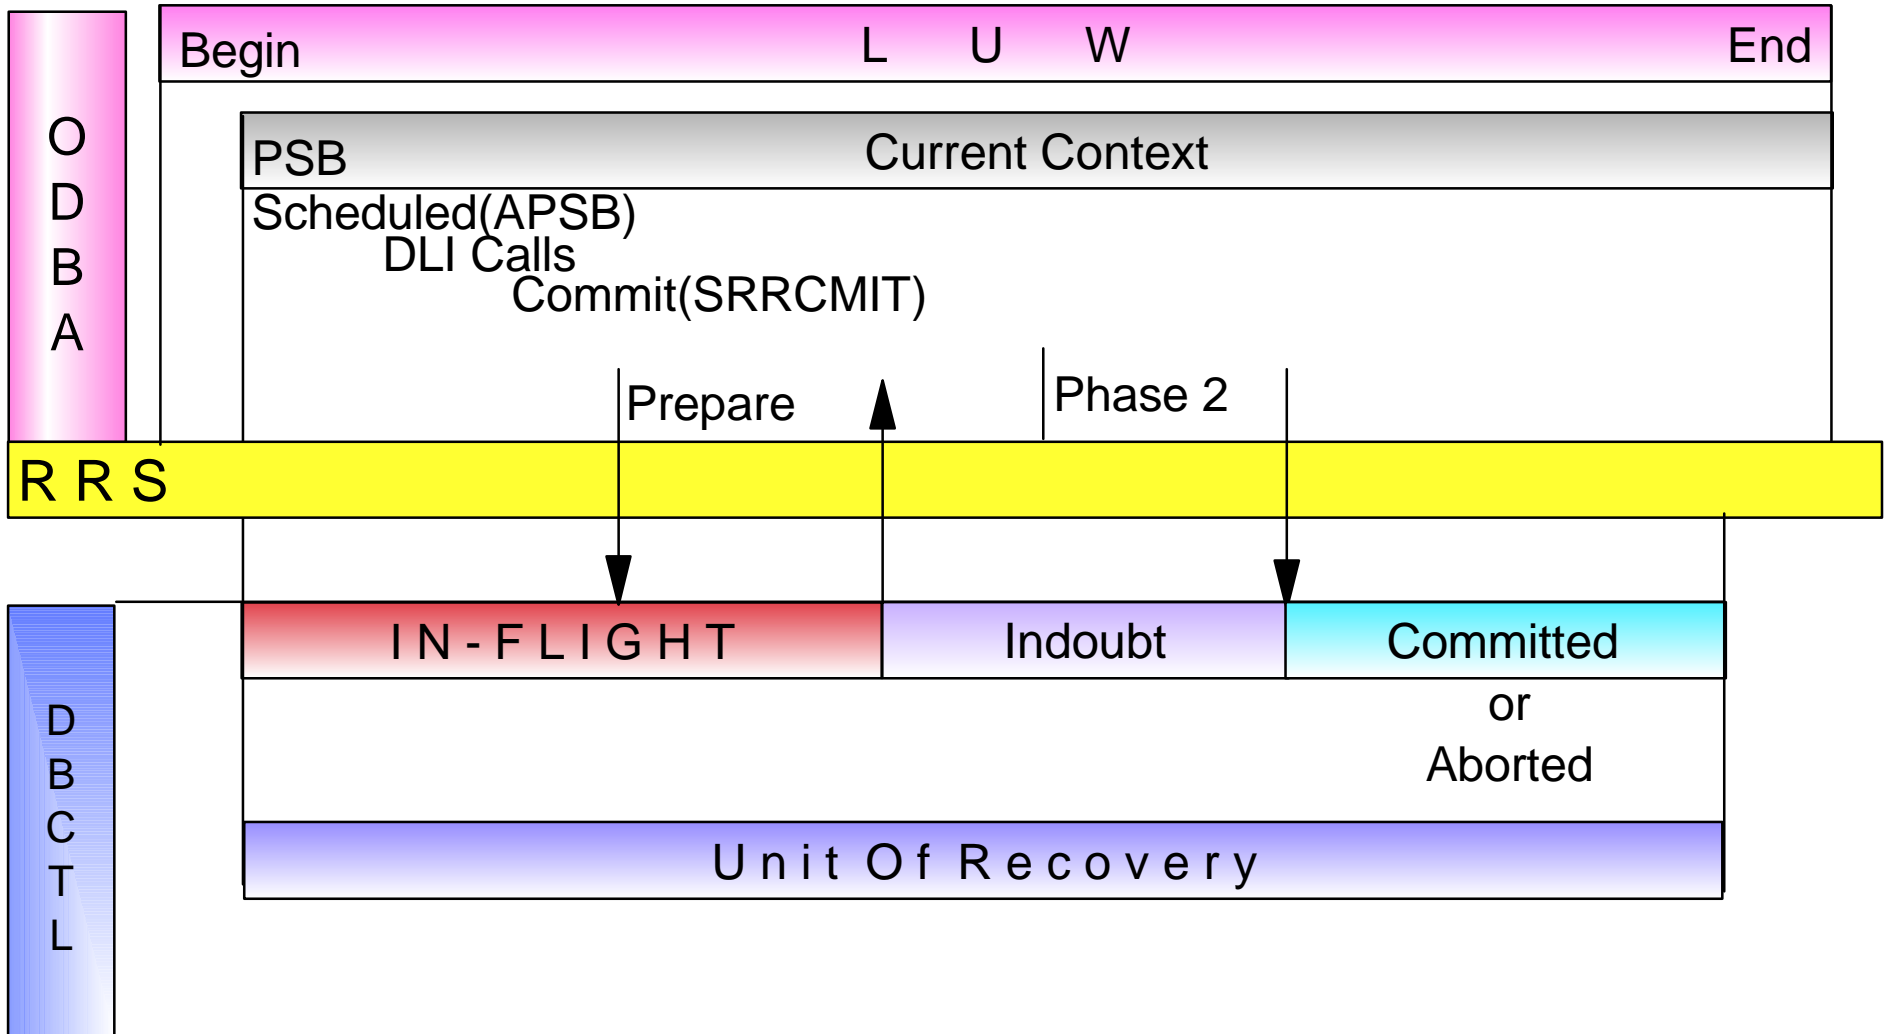 O
D
B
A
Begin L U W End
PSB Current Context
Scheduled(APSB)
DLI Calls
Commit(SRRCMIT)
Prepare
Phase 2
R R S
D
B
C
T
L
IN-FLIGHT
Indoubt
Committed
or
Aborted
Unit Of Recovery